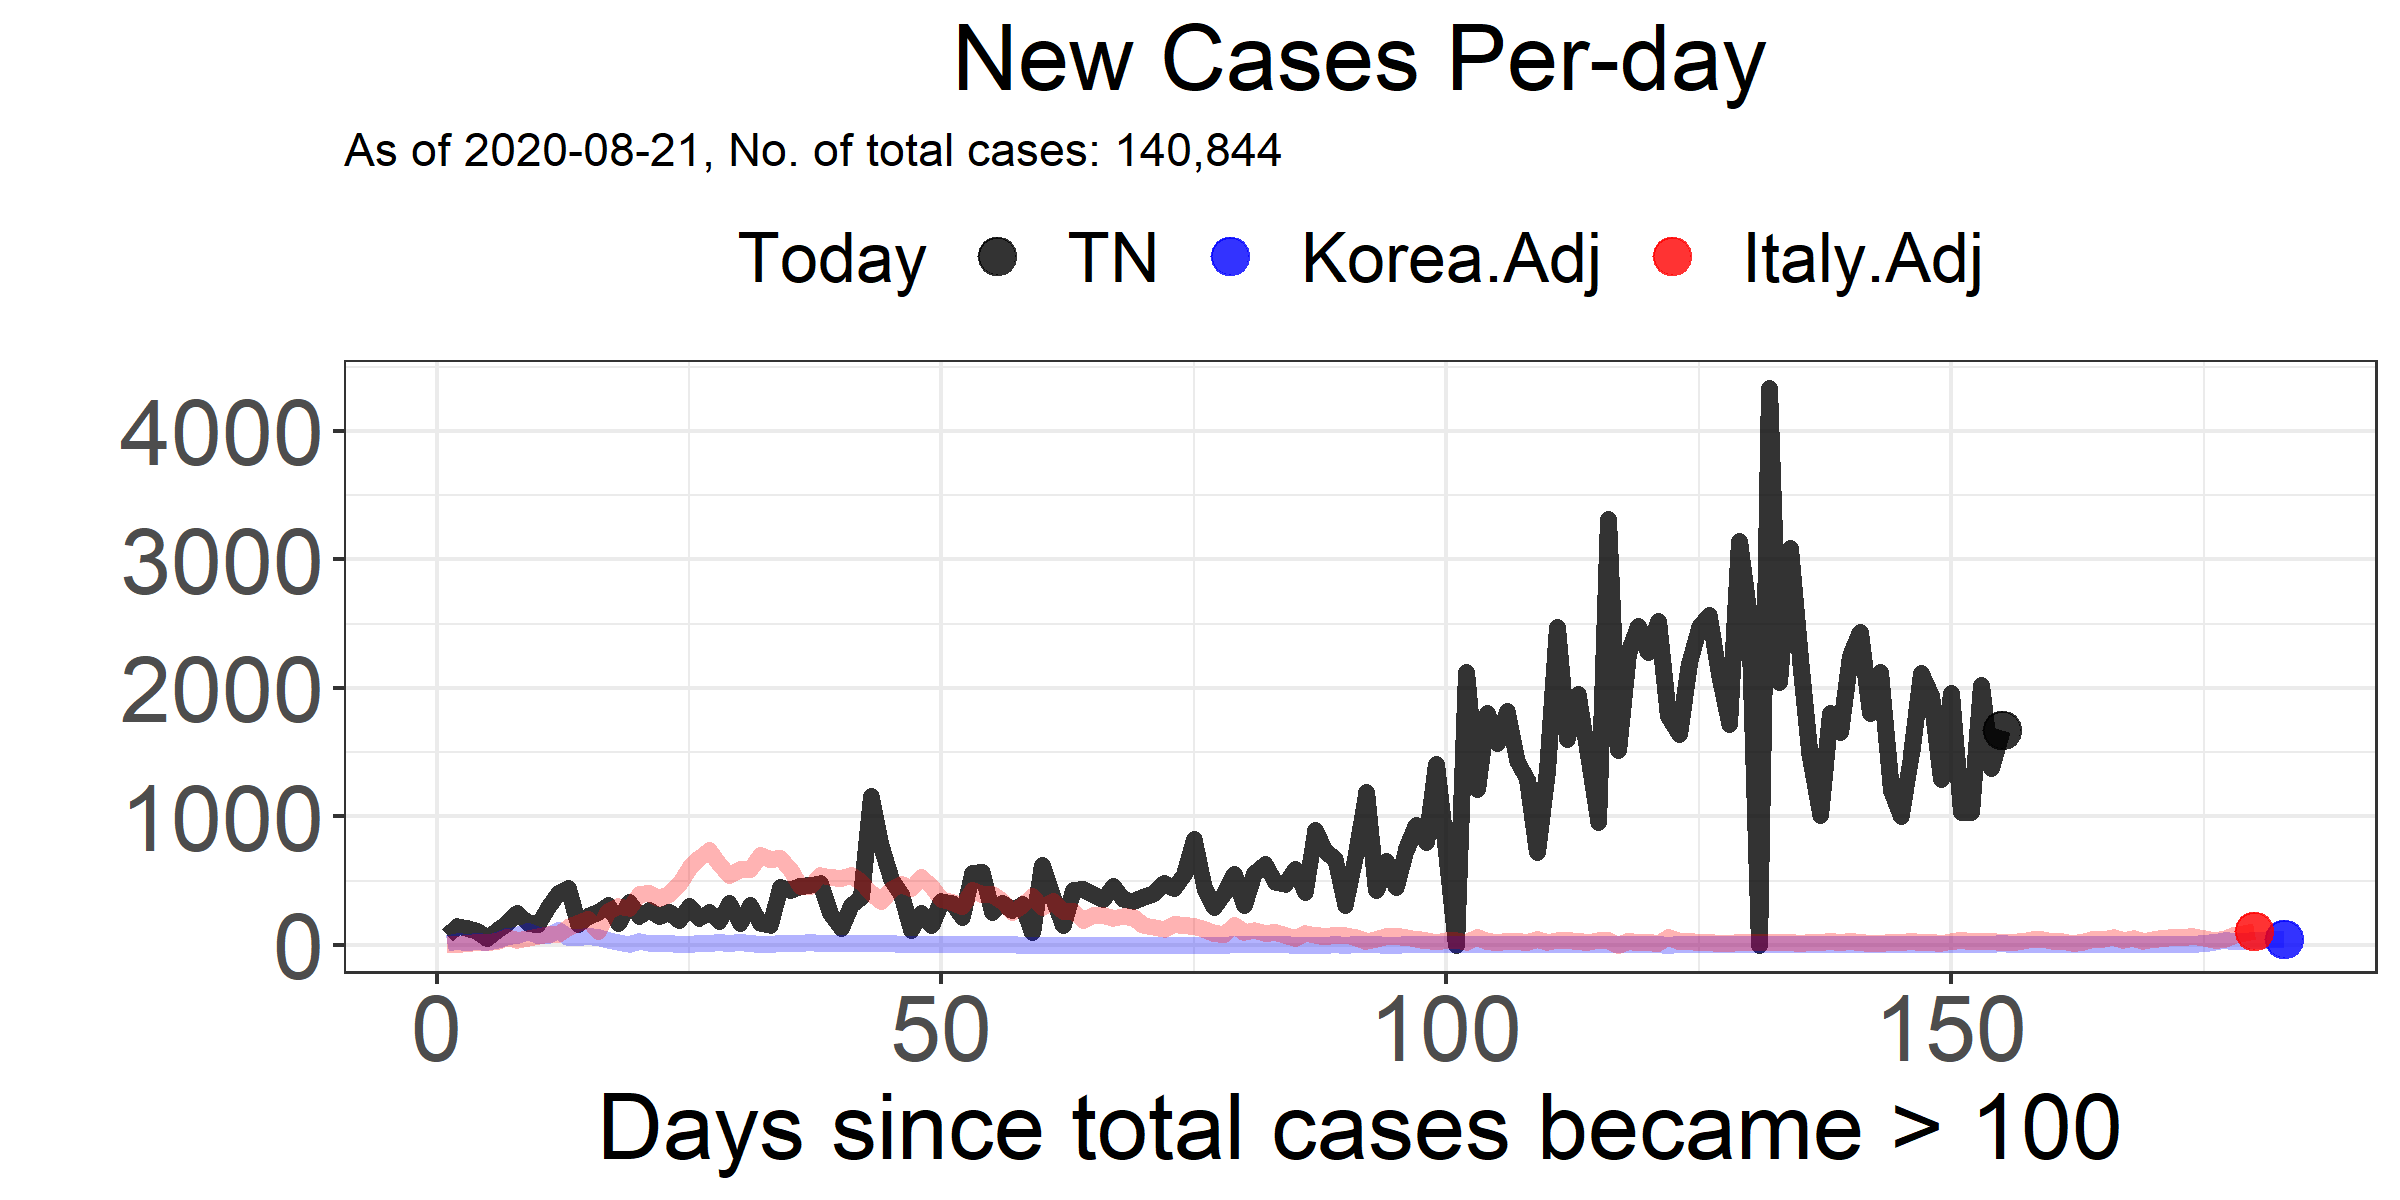 New Cases Per-day
As of 2020-08-21, No. of total cases: 140,844
Today TN Korea.Adj Italy.Adj
4000
3000
2000
1000
0
0 50 100 150
Days since total cases became > 100